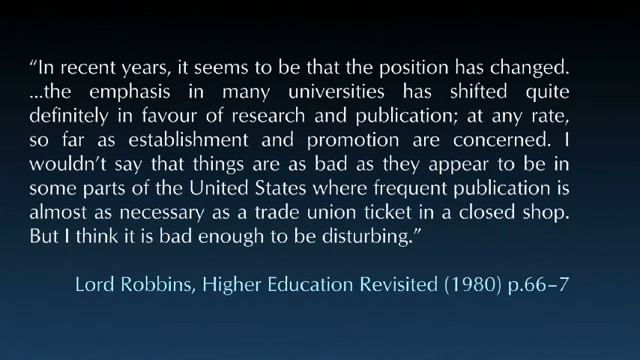 “In recent years, it seems to be that the position has changed.
...the emphasis in many universities has shifted quite
definitely in favour of research and publication; at any rate,
so far as establishment and promotion are concerned. I
wouldn’t say that things are as bad as they appear to be in
some parts of the United States where frequent publication is
almost as necessary as a trade union ticket in a closed shop.
But I think it is bad enough to be disturbing.”
Lord Robbins, Higher Education Revisited (1980) p.66–7